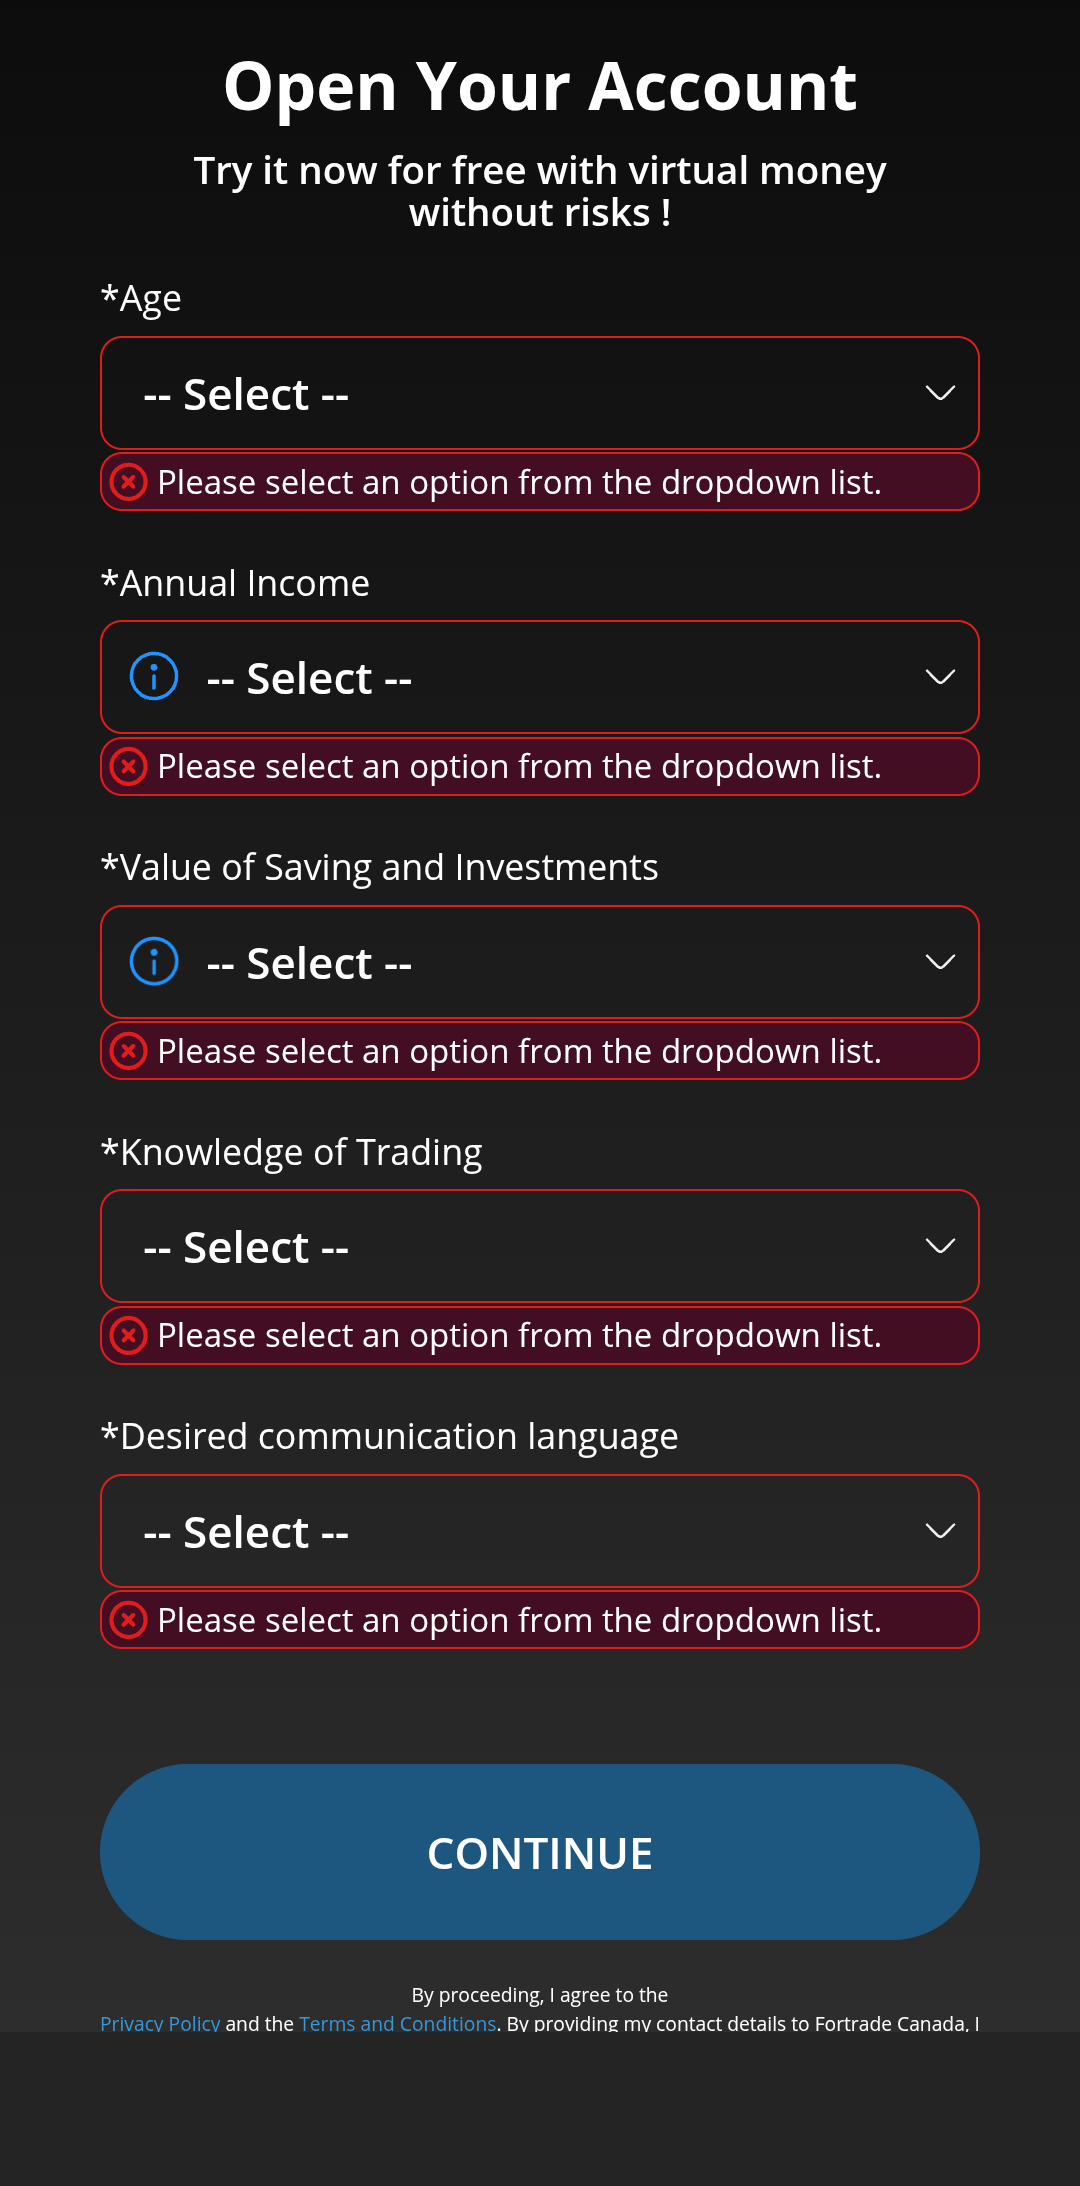 Open Your Account
Try it now for free with virtual money
without risks !
*Age
-- Select --
Please select an option from the dropdown list.
*Annual Income
-- Select --
Please select an option from the dropdown list.
*Value of Saving and Investments
-- Select --
Please select an option from the dropdown list.
*Knowledge of Trading
-- Select --
Please select an option from the dropdown list.
*Desired communication language
-- Select --
Please select an option from the dropdown list.
CONTINUE
By proceeding, I agree to the
Privacy Policy and the Terms and Conditions. By providing my contact details to Fortrade Canada, I